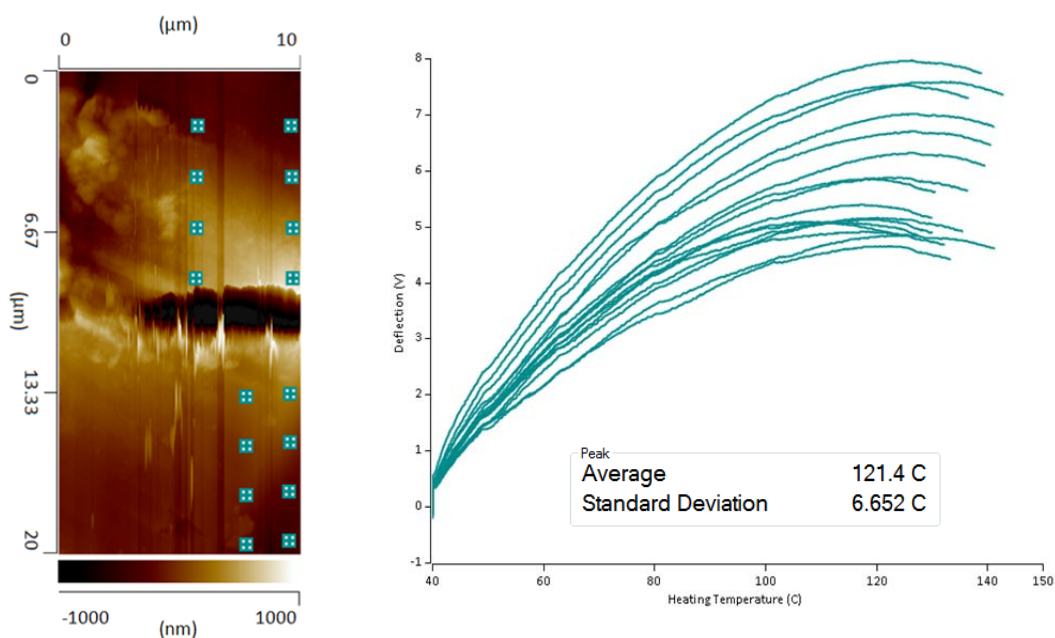 (μm)
0 10
0
6.67
13.33
20
(μm)
-1000 1000
(nm)
8
7
6
5
4
3
2
1
0
-1
Deflection (V)
40 60 80 100 120 140 150
Heating Temperature (C)
Peak
Average 121.4 C
Standard Deviation 6.652 C